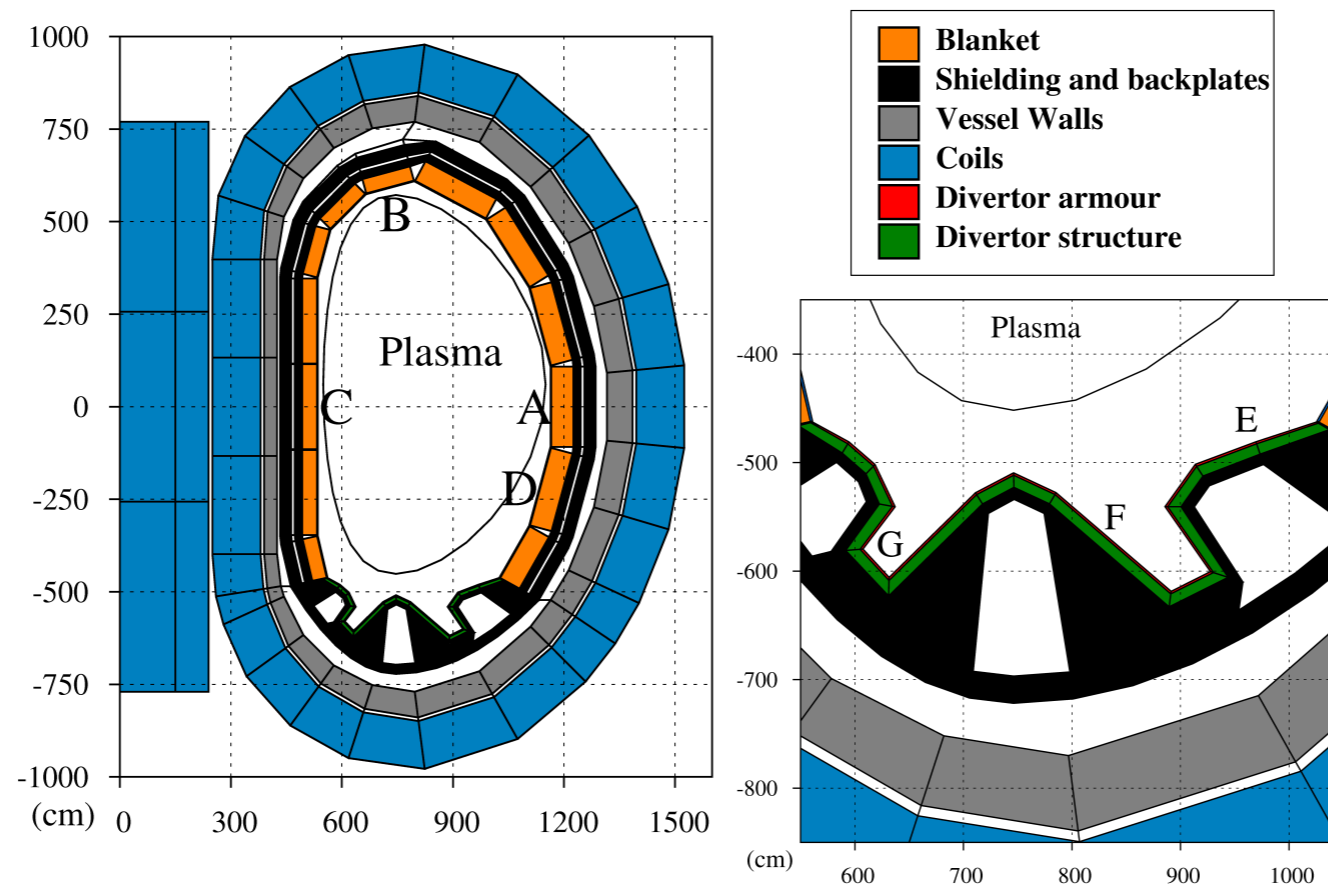 1000
750
500
250
0
-250
-500
-750
-1000
(cm)
0
300
600
900
1200
1500
B
Plasma
C
A
D
Blanket
Shielding and backplates
Vessel Walls
Coils
Divertor armour
Divertor structure
Plasma
-400
-500
-600
-700
-800
E
F
G
(cm)
600
700
800
900
1000